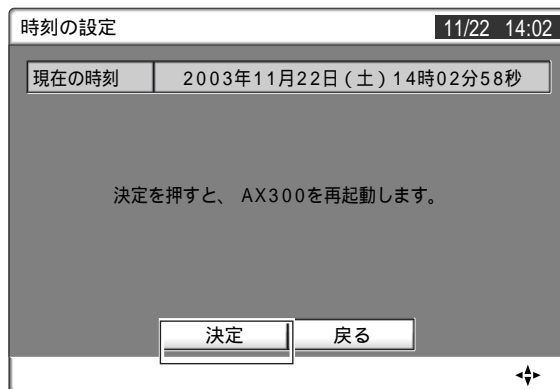 時刻の設定 11/22 14:02
現在の時刻 2003年11月22日(土)14時02分58秒
決定を押すと、 AX300を再起動します。
決定 戻る